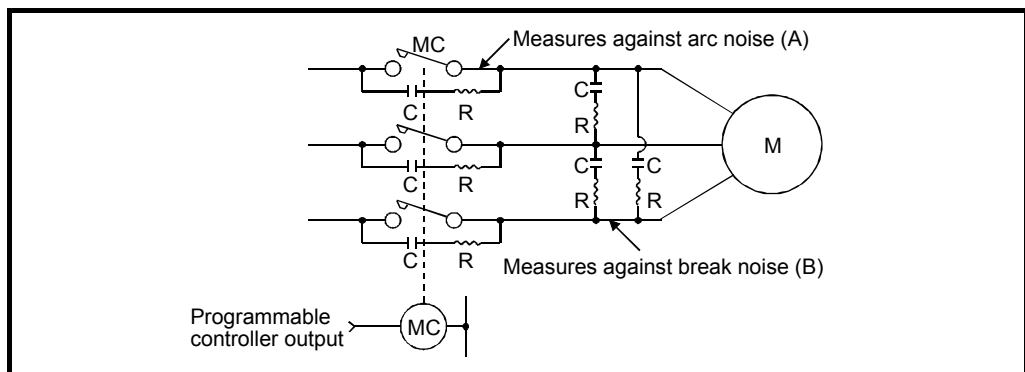 MC
Measures against arc noise (A)
C R
C
R
M
C R
C C
R R
C R
Measures against break noise (B)
Programmable
controller output
MC